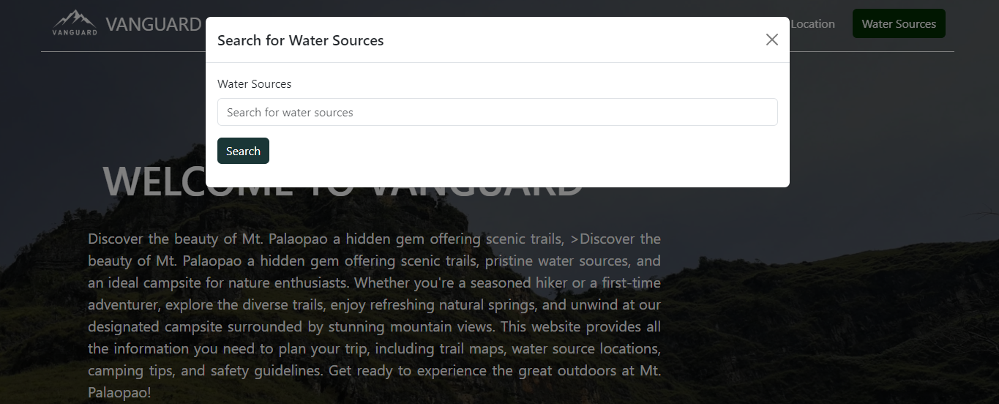 VANGUARD
VANGUARD
Location
Water Sources
Search for Water Sources
Water Sources
Search for water sources
Search
WELCOME TO VANGUARD
Discover the beauty of Mt. Palaopao a hidden gem offering scenic trails, >Discover the
beauty of Mt. Palaopao a hidden gem offering scenic trails, pristine water sources, and
an ideal campsite for nature enthusiasts. Whether you're a seasoned hiker or a first-time
adventurer, explore the diverse trails, enjoy refreshing natural springs, and unwind at our
designated campsite surrounded by stunning mountain views. This website provides all
the information you need to plan your trip, including trail maps, water source locations,
camping tips, and safety guidelines. Get ready to experience the great outdoors at Mt.
Palaopao!